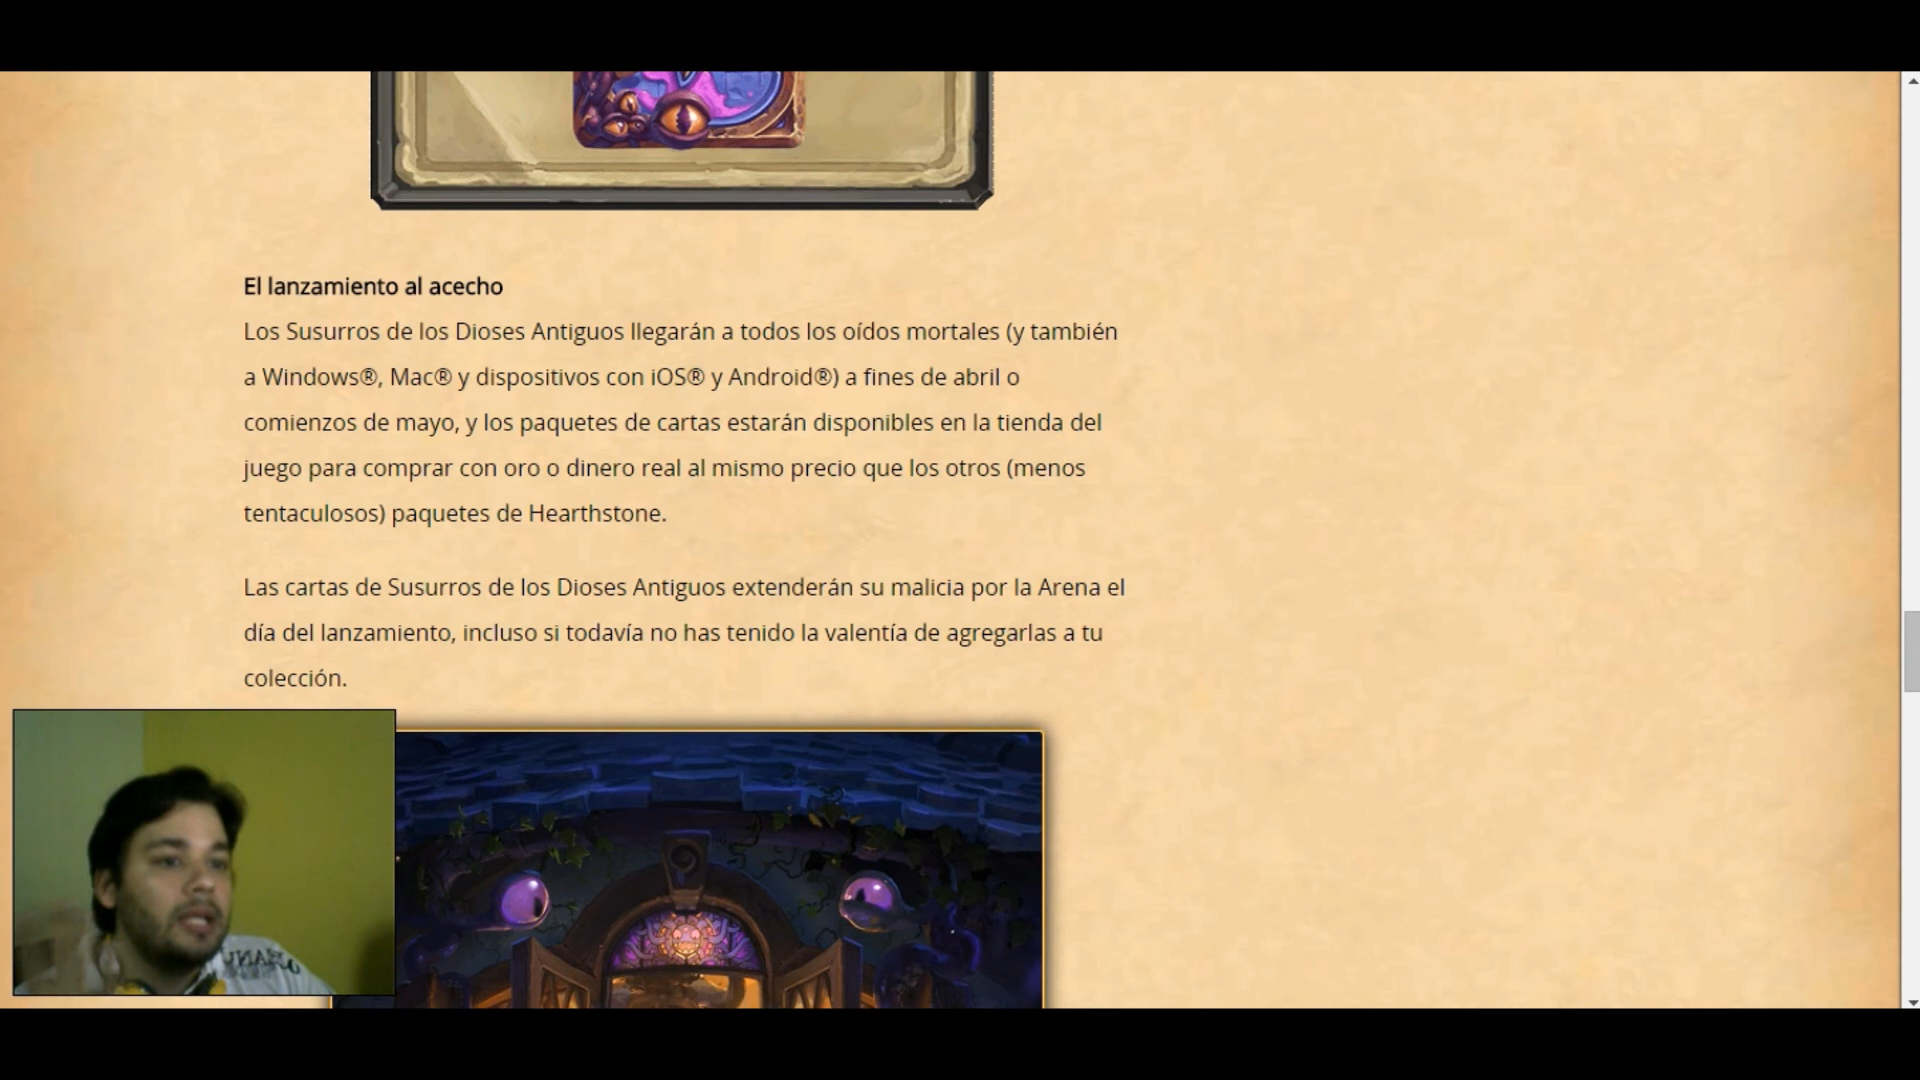 El lanzamiento al acecho
Los Susurros de los Dioses Antiguos llegarán a todos los oídos mortales (y también
a Windows®, Mac® y dispositivos con iOS® y Android®) a fines de abril o
comienzos de mayo, y los paquetes de cartas estarán disponibles en la tienda del
juego para comprar con oro o dinero real al mismo precio que los otros (menos
tentaculosos) paquetes de Hearthstone.
Las cartas de Susurros de los Dioses Antiguos extenderán su malicia por la Arena el
día del lanzamiento, incluso si todavía no has tenido la valentía de agregarlas a tu
colección.